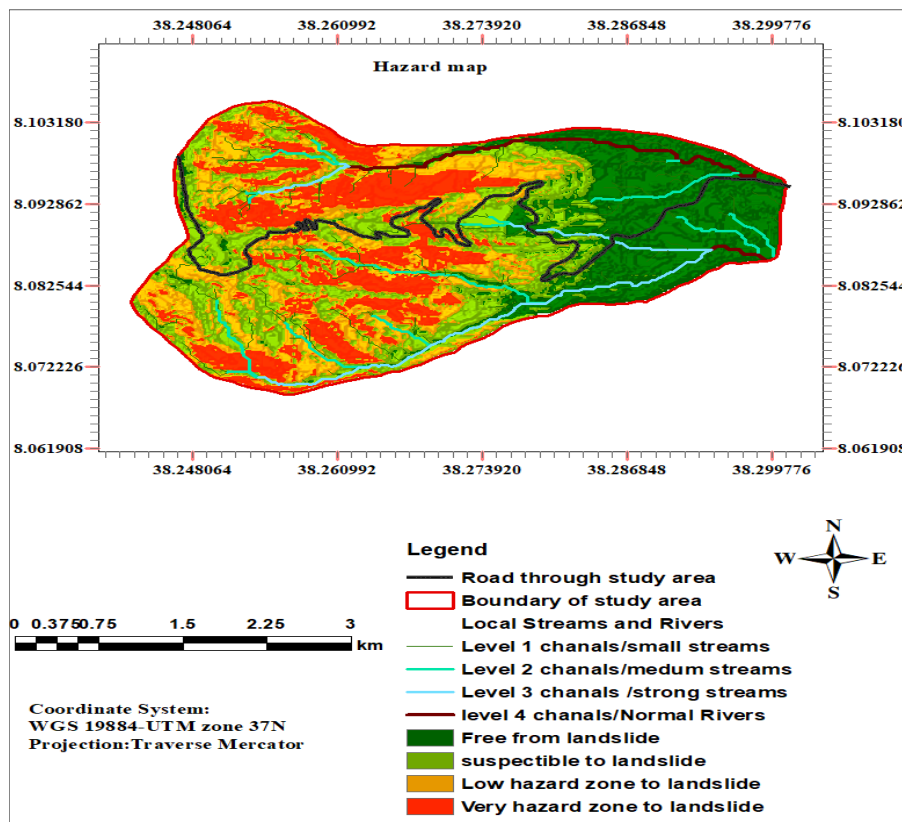 38.248064 38.260992 38.273920 38.286848 38.299776
Hazard map
8.103180 8.103180
8.092862 8.092862
8.082544 8.082544
8.072226 8.072226
8.061908 8.061908
38.248064 38.260992 38.273920 38.286848 38.299776
N
W E
S
Legend
Road through study area
Boundary of study area
Local Streams and Rivers
Level 1 chanals/small streams
Level 2 chanals/medum streams
Level 3 chanals /strong streams
level 4 chanals/Normal Rivers
Free from landslide
suspectible to landslide
Low hazard zone to landslide
Very hazard zone to landslide
0 0.375 0.75 1.5 2.25 3
km
Coordinate System:
WGS 19884-UTM zone 37N
Projection:Traverse Mercator